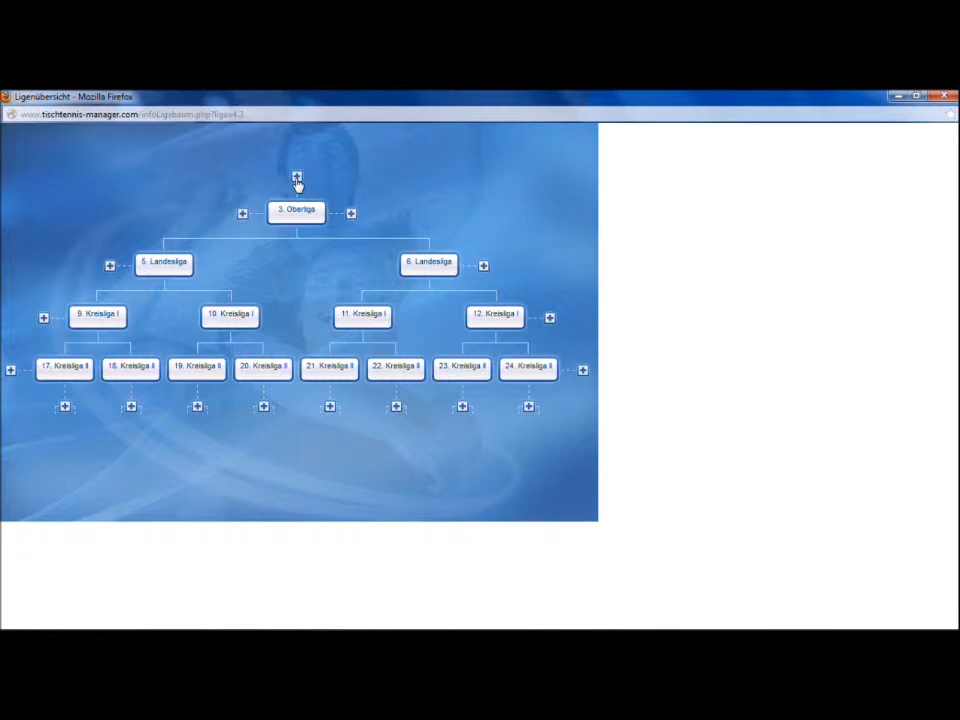 Ligenübersicht - Mozilla Firefox
www.tischtennis-manager.com/infoLigabaum.php?liga=4-3
3. Oberliga
5. Landesliga
6. Landesliga
9. Kreisliga I
10. Kreisliga I
11. Kreisliga I
12. Kreisliga I
17. Kreisliga II
18. Kreisliga II
19. Kreisliga II
20. Kreisliga II
21. Kreisliga II
22. Kreisliga II
23. Kreisliga II
24. Kreisliga II